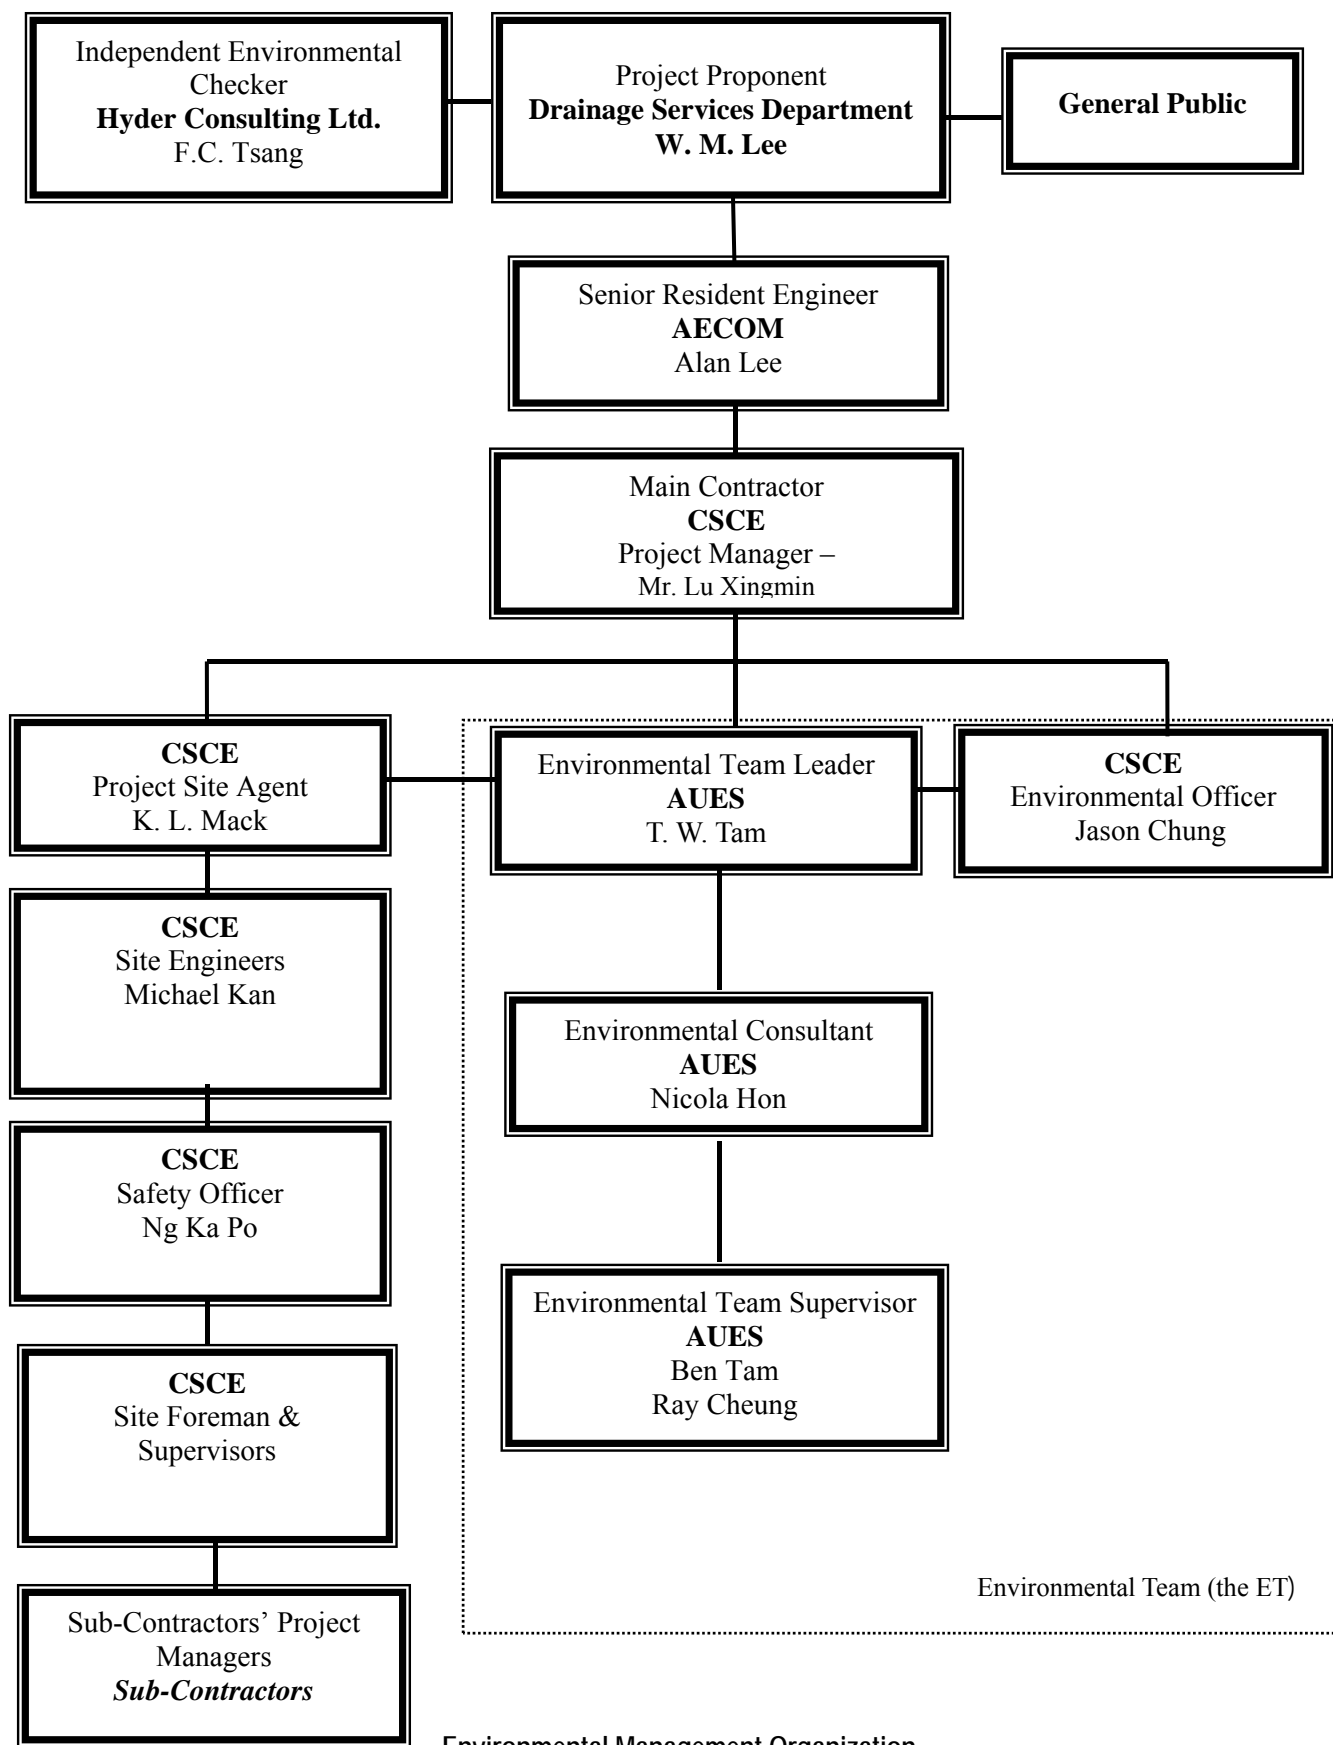 Independent Environmental
Checker
Hyder Consulting Ltd.
F.C. Tsang
Project Proponent
Drainage Services Department
W. M. Lee
General Public
Senior Resident Engineer
AECOM
Alan Lee
Main Contractor
CSCE
Project Manager –
Mr. Lu Xingmin
CSCE
Project Site Agent
K. L. Mack
Environmental Team Leader
AUES
T. W. Tam
CSCE
Environmental Officer
Jason Chung
CSCE
Site Engineers
Michael Kan
Environmental Consultant
AUES
Nicola Hon
CSCE
Safety Officer
Ng Ka Po
Environmental Team Supervisor
AUES
Ben Tam
Ray Cheung
CSCE
Site Foreman &
Supervisors
Environmental Team (the ET)
Sub-Contractors’ Project
Managers
Sub-Contractors
Environmental Management Organization